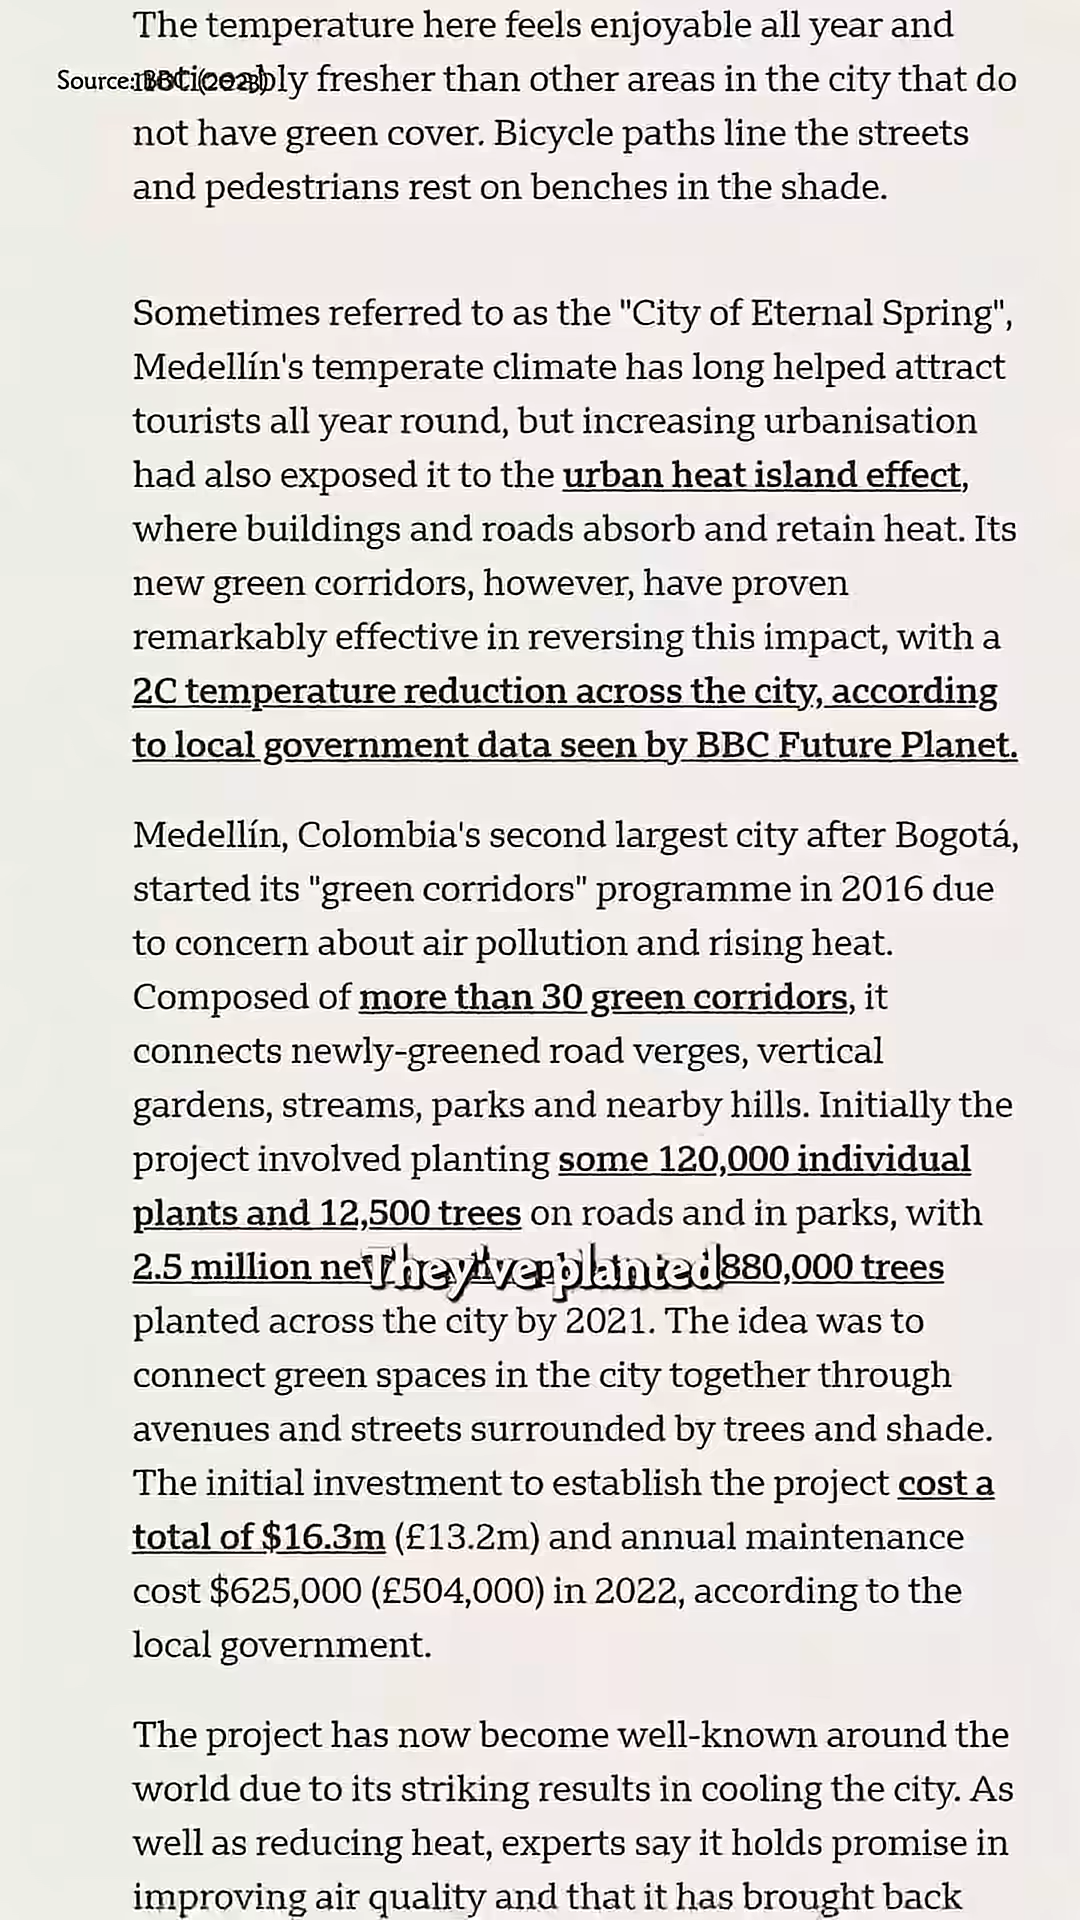 The temperature here feels enjoyable all year and
Source: BBC (2023)
noticeably fresher than other areas in the city that do
not have green cover. Bicycle paths line the streets
and pedestrians rest on benches in the shade.
Sometimes referred to as the "City of Eternal Spring",
Medellín's temperate climate has long helped attract
tourists all year round, but increasing urbanisation
had also exposed it to the urban heat island effect,
where buildings and roads absorb and retain heat. Its
new green corridors, however, have proven
remarkably effective in reversing this impact, with a
2C temperature reduction across the city, according
to local government data seen by BBC Future Planet.
Medellín, Colombia's second largest city after Bogotá,
started its "green corridors" programme in 2016 due
to concern about air pollution and rising heat.
Composed of more than 30 green corridors, it
connects newly-greened road verges, vertical
gardens, streams, parks and nearby hills. Initially the
project involved planting some 120,000 individual
plants and 12,500 trees on roads and in parks, with
2.5 million 880,000 trees
They've planted
planted across the city by 2021. The idea was to
connect green spaces in the city together through
avenues and streets surrounded by trees and shade.
The initial investment to establish the project cost a
total of $16.3m (£13.2m) and annual maintenance
cost $625,000 (£504,000) in 2022, according to the
local government.
The project has now become well-known around the
world due to its striking results in cooling the city. As
well as reducing heat, experts say it holds promise in
improving air quality and that it has brought back